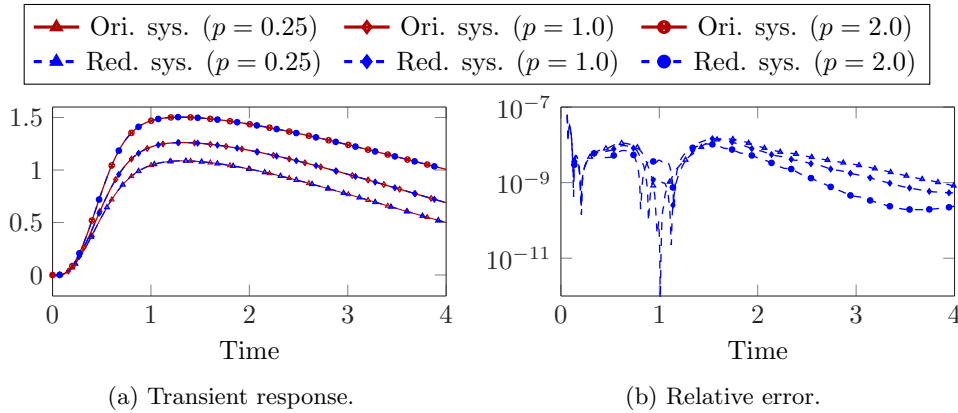 Ori. sys. (p = 0.25) Ori. sys. (p = 1.0) Ori. sys. (p = 2.0)
Red. sys. (p = 0.25) Red. sys. (p = 1.0) Red. sys. (p = 2.0)
1.5
1
0.5
0
0 1 2 3 4
Time
(a) Transient response.
10⁻⁷
10⁻⁹
10⁻¹¹
0 1 2 3 4
Time
(b) Relative error.